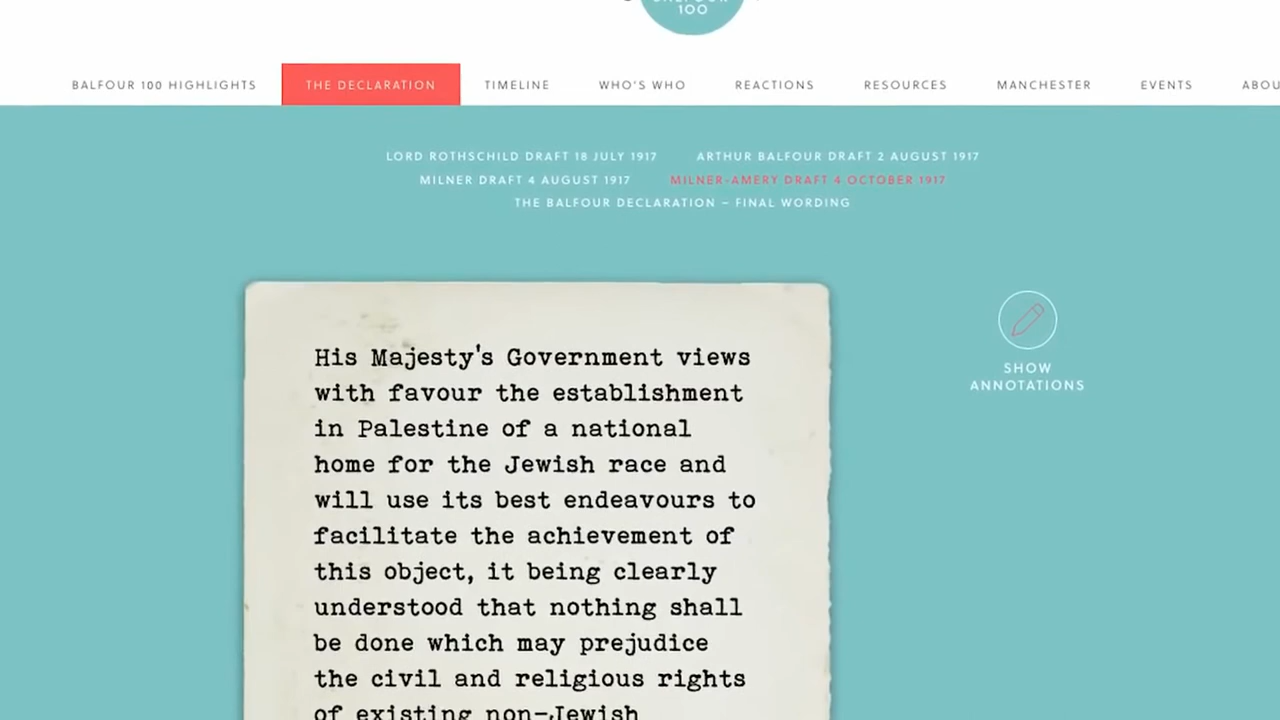 100
BALFOUR 100 HIGHLIGHTS THE DECLARATION TIMELINE WHO'S WHO REACTIONS RESOURCES MANCHESTER EVENTS
LORD ROTHSCHILD DRAFT 18 JULY 1917 ARTHUR BALFOUR DRAFT 2 AUGUST 1917
MILNER DRAFT 4 AUGUST 1917 MILNER-AMERY DRAFT 4 OCTOBER 1917
THE BALFOUR DECLARATION – FINAL WORDING
SHOW
ANNOTATIONS
His Majesty's Government views
with favour the establishment
in Palestine of a national
home for the Jewish race and
will use its best endeavours to
facilitate the achievement of
this object, it being clearly
understood that nothing shall
be done which may prejudice
the civil and religious rights
of existing non-Jewish